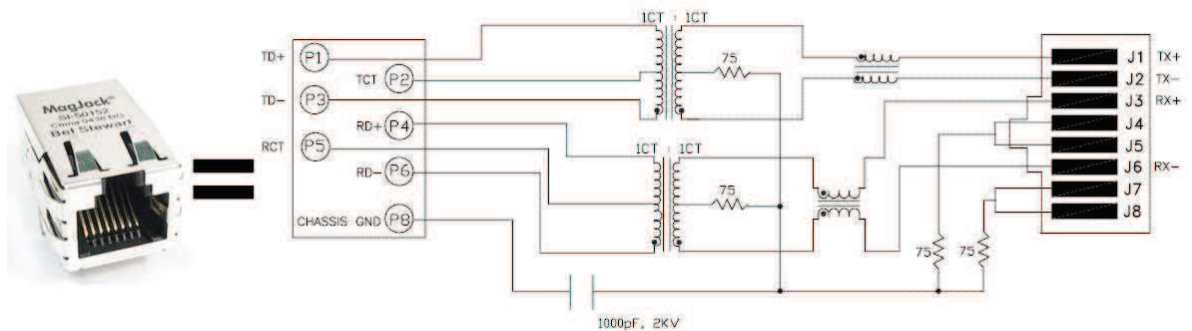 MagJack®
SI-50152
Bel Stewart
TD+
P1
TCT
P2
TD-
P3
RD+
P4
RCT
P5
RD-
P6
CHASSIS GND
P8
1CT : 1CT
75
1CT : 1CT
75
75
75
1000pF, 2KV
J1 TX+
J2 TX-
J3 RX+
J4
J5
J6 RX-
J7
J8